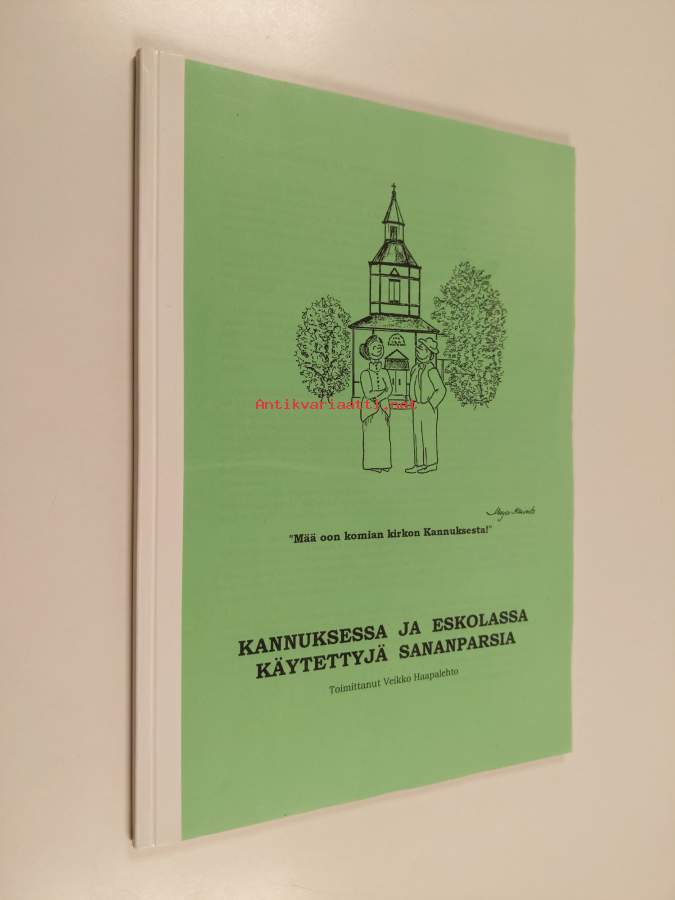 Antikvariaatti.net
"Mää oon komian kirkon Kannuksesta!"
KANNUKSESSA JA ESKOLASSA
KÄYTETTYJÄ SANANPARSIA
Toimittanut Veikko Haapalehto